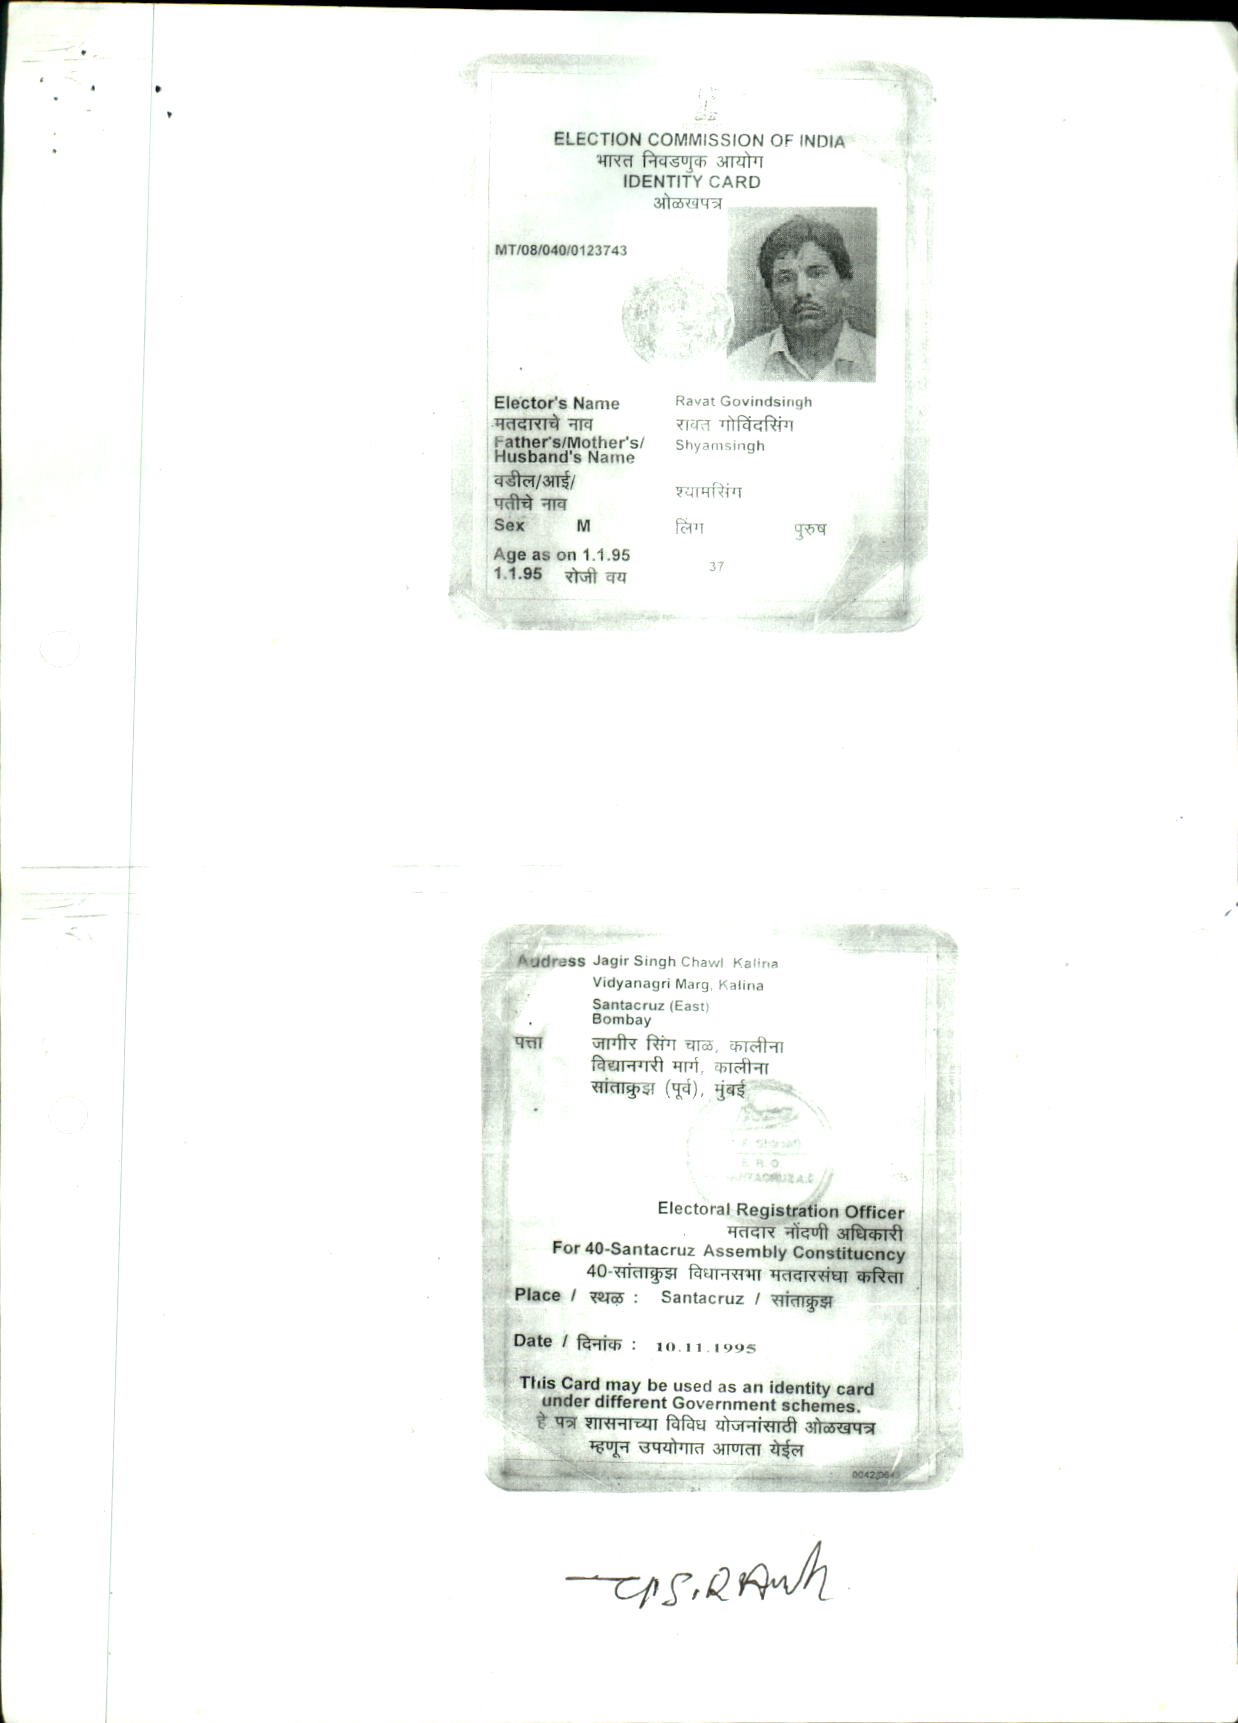 ELECTION COMMISSION OF INDIA
भारत निवडणुक आयोग
IDENTITY CARD
ओळखपत्र
MT/08/040/0123743
Elector's Name Ravat Govindsingh
मतदाराचे नाव रावत गोविंदसिंग
Father's/Mother's/ Shyamsingh
Husband's Name
वडील/आई/ श्यामसिंग
पतीचे नाव
Sex M लिंग पुरुष
Age as on 1.1.95
1.1.95 रोजी वय 37
Address Jagir Singh Chawl Kalina
Vidyanagri Marg, Kalina
Santacruz (East)
Bombay
पत्ता जागीर सिंग चाळ, कालीना
विद्यानगरी मार्ग, कालीना
सांताक्रुझ (पूर्व), मुंबई
Electoral Registration Officer
मतदार नोंदणी अधिकारी
For 40-Santacruz Assembly Constituency
40-सांताक्रुझ विधानसभा मतदारसंघा करिता
Place / स्थळ : Santacruz / सांताक्रुझ
Date / दिनांक : 10.11.1995
This Card may be used as an identity card
under different Government schemes.
हे पत्र शासनाच्या विविध योजनांसाठी ओळखपत्र
म्हणून उपयोगात आणता येईल